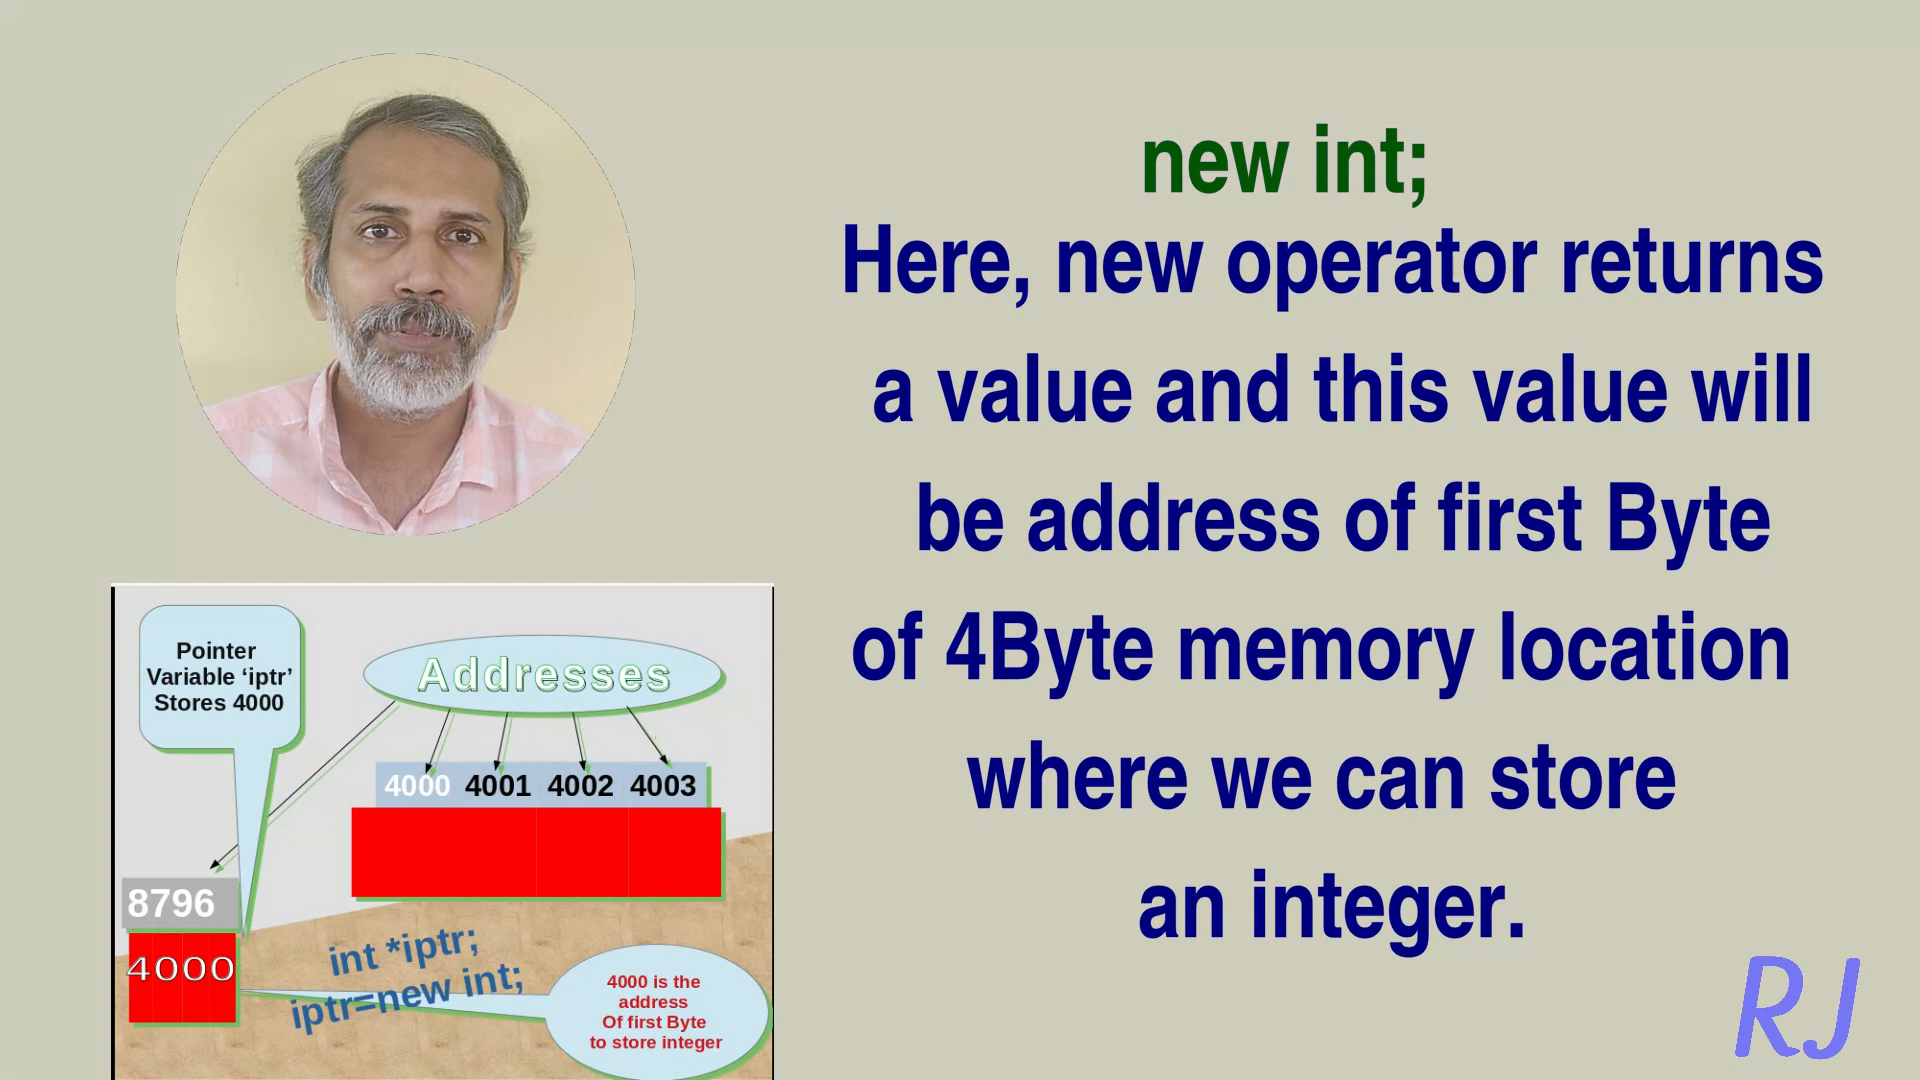 new int;
Here, new operator returns
a value and this value will
be address of first Byte
of 4Byte memory location
where we can store
an integer.
Pointer
Variable ‘iptr’
Stores 4000
Addresses
4000 4001 4002 4003
8796
4000
int *iptr;
iptr=new int;
4000 is the
address
Of first Byte
to store integer
RJ